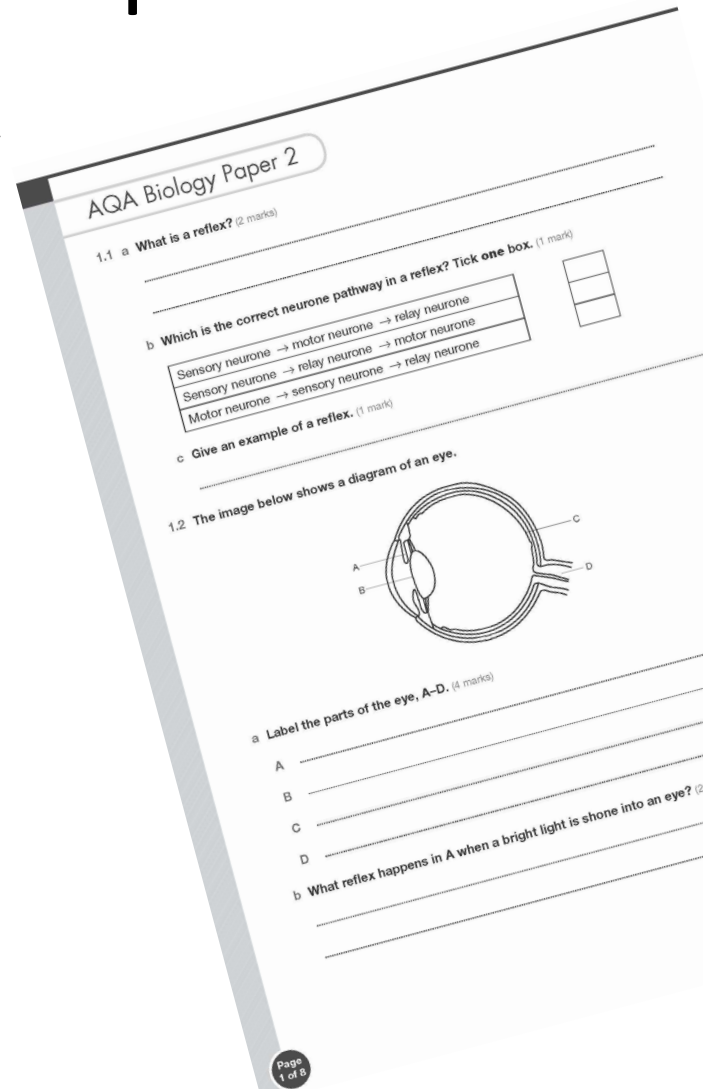 AQA Biology Paper 2
1.1 a What is a reflex? (2 marks)
b Which is the correct neurone pathway in a reflex? Tick one box. (1 mark)
Sensory neurone → motor neurone → relay neurone
Sensory neurone → relay neurone → motor neurone
Motor neurone → sensory neurone → relay neurone
c Give an example of a reflex. (1 mark)
1.2 The image below shows a diagram of an eye.
A
B
C
D
a Label the parts of the eye, A–D. (4 marks)
A
B
C
D
b What reflex happens in A when a bright light is shone into an eye? (2
Page
1 of 8